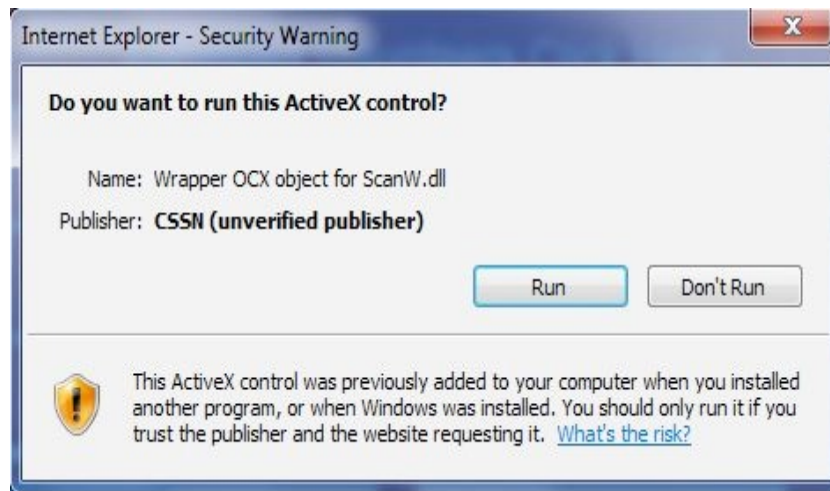 Internet Explorer - Security Warning
X
Do you want to run this ActiveX control?
Name: Wrapper OCX object for ScanW.dll
Publisher: CSSN (unverified publisher)
Run Don't Run
This ActiveX control was previously added to your computer when you installed
another program, or when Windows was installed. You should only run it if you
trust the publisher and the website requesting it. What's the risk?